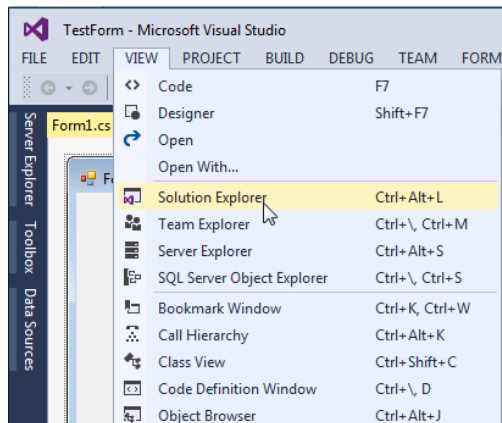 TestForm - Microsoft Visual Studio
FILE EDIT VIEW PROJECT BUILD DEBUG TEAM FORM
Server Explorer
Toolbox
Data Sources
Form1.cs
Code F7
Designer Shift+F7
Open
Open With...
Solution Explorer Ctrl+Alt+L
Team Explorer Ctrl+\, Ctrl+M
Server Explorer Ctrl+Alt+S
SQL Server Object Explorer Ctrl+\, Ctrl+S
Bookmark Window Ctrl+K, Ctrl+W
Call Hierarchy Ctrl+Alt+K
Class View Ctrl+Shift+C
Code Definition Window Ctrl+\, D
Object Browser Ctrl+Alt+J